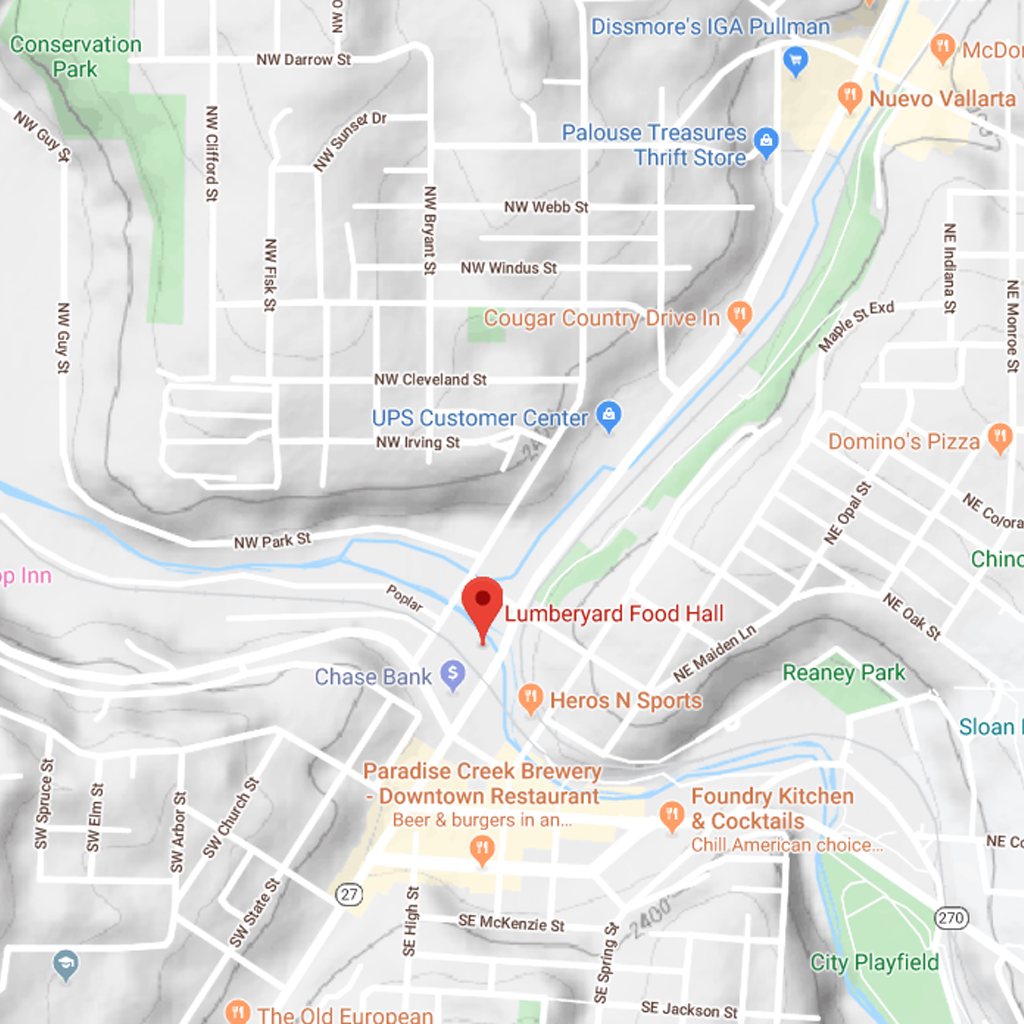 Conservation
Park
NW Darrow St
Dissmore's IGA Pullman
McDon
Nuevo Vallarta
NW Guy St
NW Clifford St
NW Sunset Dr
Palouse Treasures
Thrift Store
NW Webb St
NW Bryant St
NW Fisk St
NW Windus St
NE Indiana St
NE Monroe St
NW Guy St
Cougar Country Drive In
Maple St Exd
NW Cleveland St
UPS Customer Center
NW Irving St
Domino's Pizza
NE Opal St
NE Colora
NW Park St
Chino
op Inn
Poplar
Lumberyard Food Hall
NE Oak St
NE Maiden Ln
Chase Bank
Reaney Park
Heros N Sports
Sloan
Paradise Creek Brewery
- Downtown Restaurant
Beer & burgers in an...
Foundry Kitchen
& Cocktails
Chill American choice...
SW Spruce St
SW Elm St
SW Arbor St
SW Church St
NE Co
27
SW State St
SE High St
SE McKenzie St
2400'
SE Spring St
270
City Playfield
SE Jackson St
The Old European